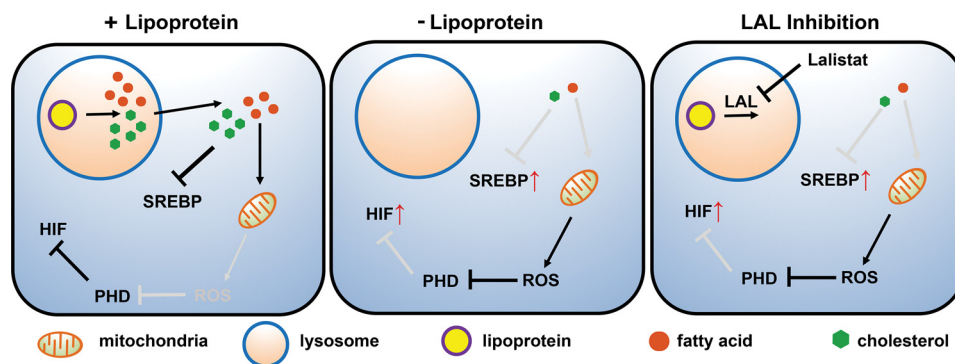 + Lipoprotein
SREBP
HIF
PHD
ROS
- Lipoprotein
SREBP↑
HIF↑
PHD
ROS
LAL Inhibition
Lalistat
LAL
SREBP↑
HIF↑
PHD
ROS
mitochondria
lysosome
lipoprotein
fatty acid
cholesterol